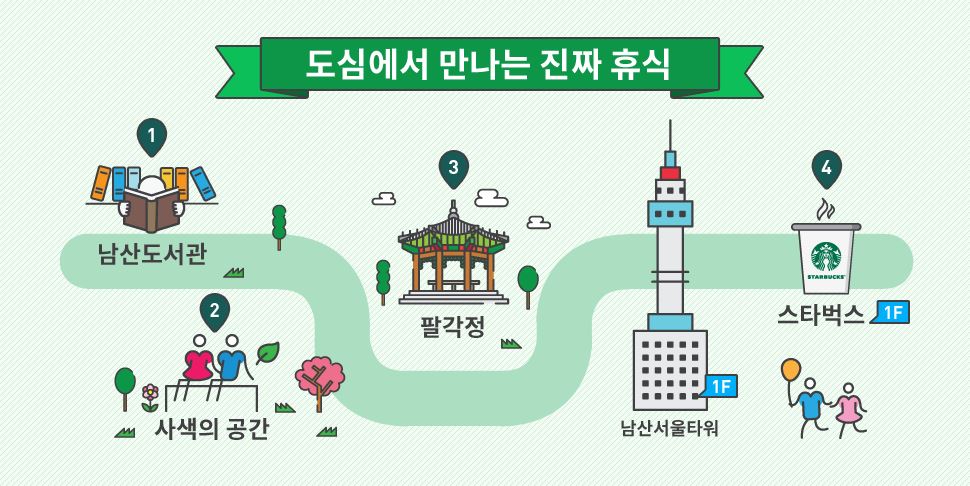 도심에서 만나는 진짜 휴식
1
남산도서관
2
사색의 공간
3
팔각정
1F
남산서울타워
4
STARBUCKS
스타벅스 1F